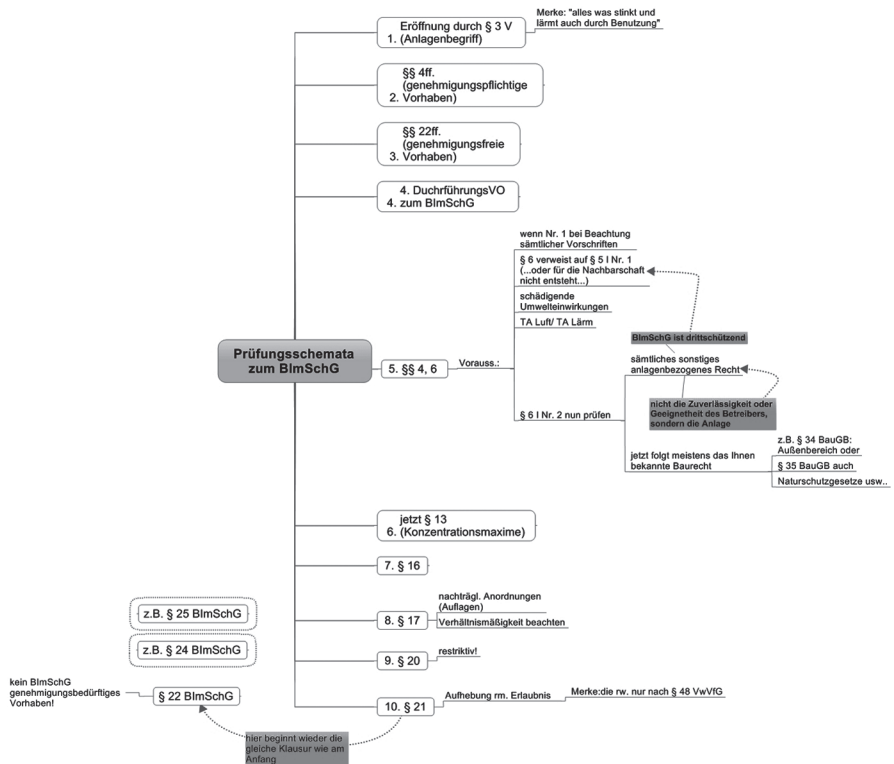 Prüfungsschemata
zum BImSchG
Eröffnung durch § 3 V
1. (Anlagenbegriff)
Merke: "alles was stinkt und
lärmt auch durch Benutzung"
§§ 4ff.
(genehmigungspflichtige
2. Vorhaben)
§§ 22ff.
(genehmigungsfreie
3. Vorhaben)
4. DuchrführungsVO
4. zum BImSchG
5. §§ 4, 6
Vorauss.:
wenn Nr. 1 bei Beachtung
sämtlicher Vorschriften
§ 6 verweist auf § 5 I Nr. 1
(...oder für die Nachbarschaft
nicht entsteht...)
schädigende
Umwelteinwirkungen
TA Luft/ TA Lärm
§ 6 I Nr. 2 nun prüfen
BImSchG ist drittschützend
sämtliches sonstiges
anlagenbezogenes Recht
nicht die Zuverlässigkeit oder
Geeignetheit des Betreibers,
sondern die Anlage
jetzt folgt meistens das Ihnen
bekannte Baurecht
z.B. § 34 BauGB:
Außenbereich oder
§ 35 BauGB auch
Naturschutzgesetze usw..
jetzt § 13
6. (Konzentrationsmaxime)
7. § 16
8. § 17
nachträgl. Anordnungen
(Auflagen)
Verhältnismäßigkeit beachten
9. § 20
restriktiv!
10. § 21
Aufhebung rm. Erlaubnis
Merke:die rw. nur nach § 48 VwVfG
z.B. § 25 BImSchG
z.B. § 24 BImSchG
§ 22 BImSchG
kein BImSchG
genehmigungsbedürftiges
Vorhaben!
hier beginnt wieder die
gleiche Klausur wie am
Anfang